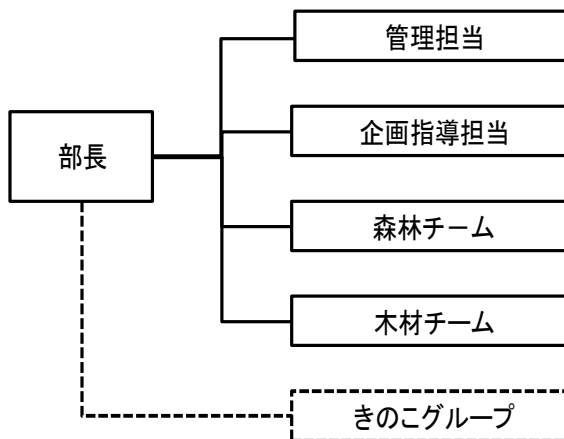 管理担当
企画指導担当
部長
森林チーム
木材チーム
きのこグループ